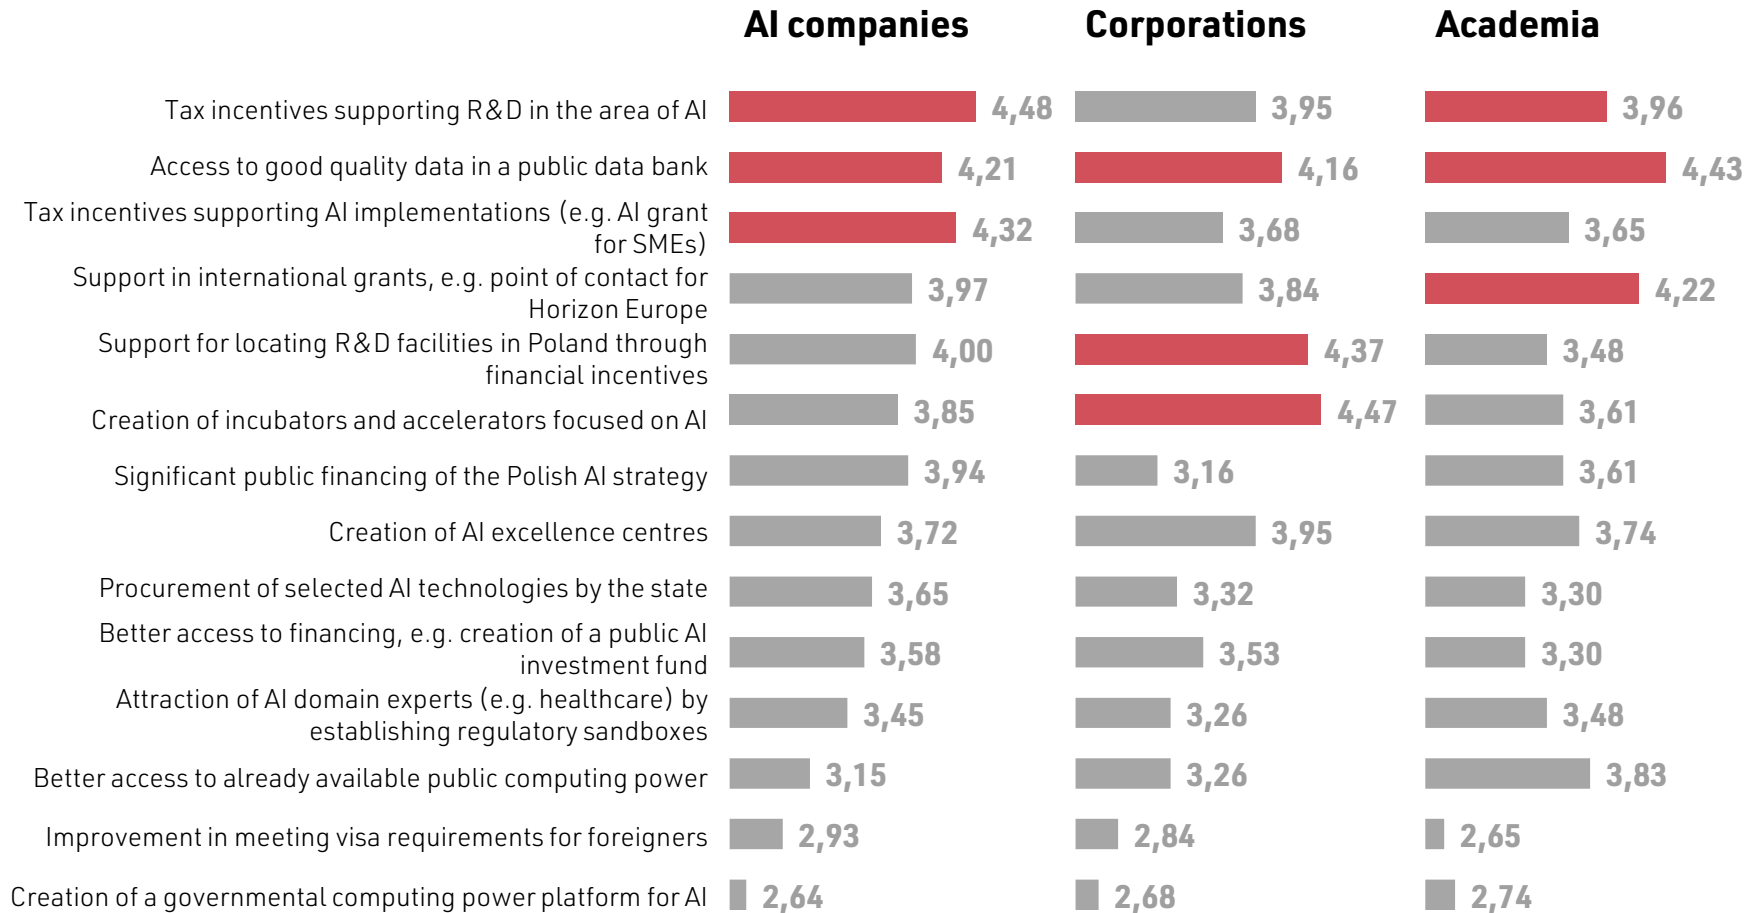 AI companies Corporations Academia
Tax incentives supporting R&D in the area of AI 4,48 3,95 3,96
Access to good quality data in a public data bank 4,21 4,16 4,43
Tax incentives supporting AI implementations (e.g. AI grant
for SMEs) 4,32 3,68 3,65
Support in international grants, e.g. point of contact for
Horizon Europe 3,97 3,84 4,22
Support for locating R&D facilities in Poland through
financial incentives 4,00 4,37 3,48
Creation of incubators and accelerators focused on AI 3,85 4,47 3,61
Significant public financing of the Polish AI strategy 3,94 3,16 3,61
Creation of AI excellence centres 3,72 3,95 3,74
Procurement of selected AI technologies by the state 3,65 3,32 3,30
Better access to financing, e.g. creation of a public AI
investment fund 3,58 3,53 3,30
Attraction of AI domain experts (e.g. healthcare) by
establishing regulatory sandboxes 3,45 3,26 3,48
Better access to already available public computing power 3,15 3,26 3,83
Improvement in meeting visa requirements for foreigners 2,93 2,84 2,65
Creation of a governmental computing power platform for AI 2,64 2,68 2,74